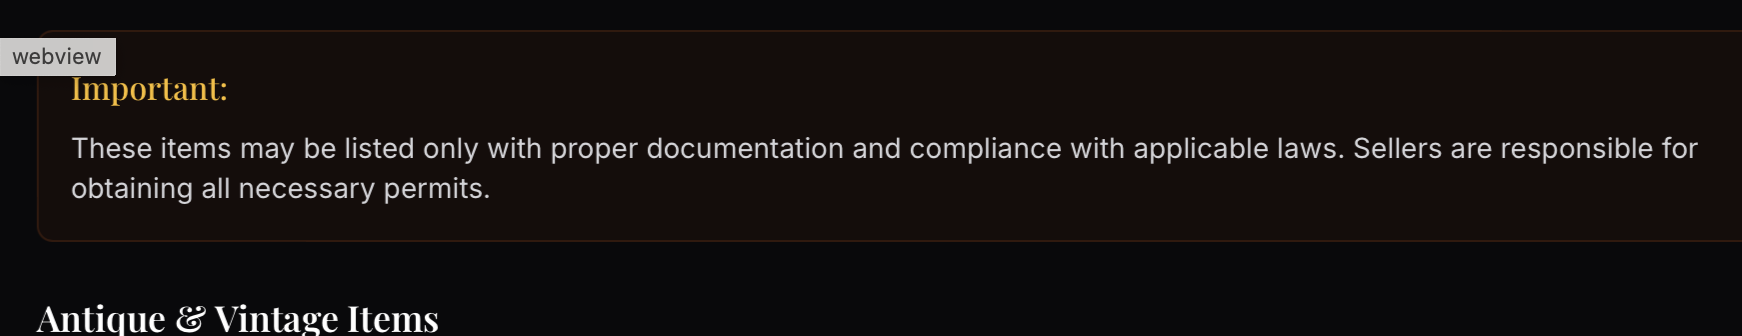 webview
Important:
These items may be listed only with proper documentation and compliance with applicable laws. Sellers are responsible for
obtaining all necessary permits.
Antique & Vintage Items